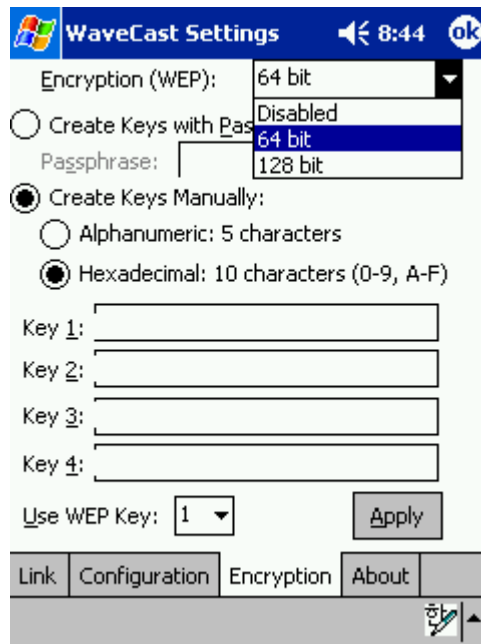 WaveCast Settings 8:44 ok
Encryption (WEP): 64 bit
Disabled
64 bit
128 bit
Create Keys with Pas
Passphrase:
Create Keys Manually:
Alphanumeric: 5 characters
Hexadecimal: 10 characters (0-9, A-F)
Key 1:
Key 2:
Key 3:
Key 4:
Use WEP Key: 1 Apply
Link Configuration Encryption About
한